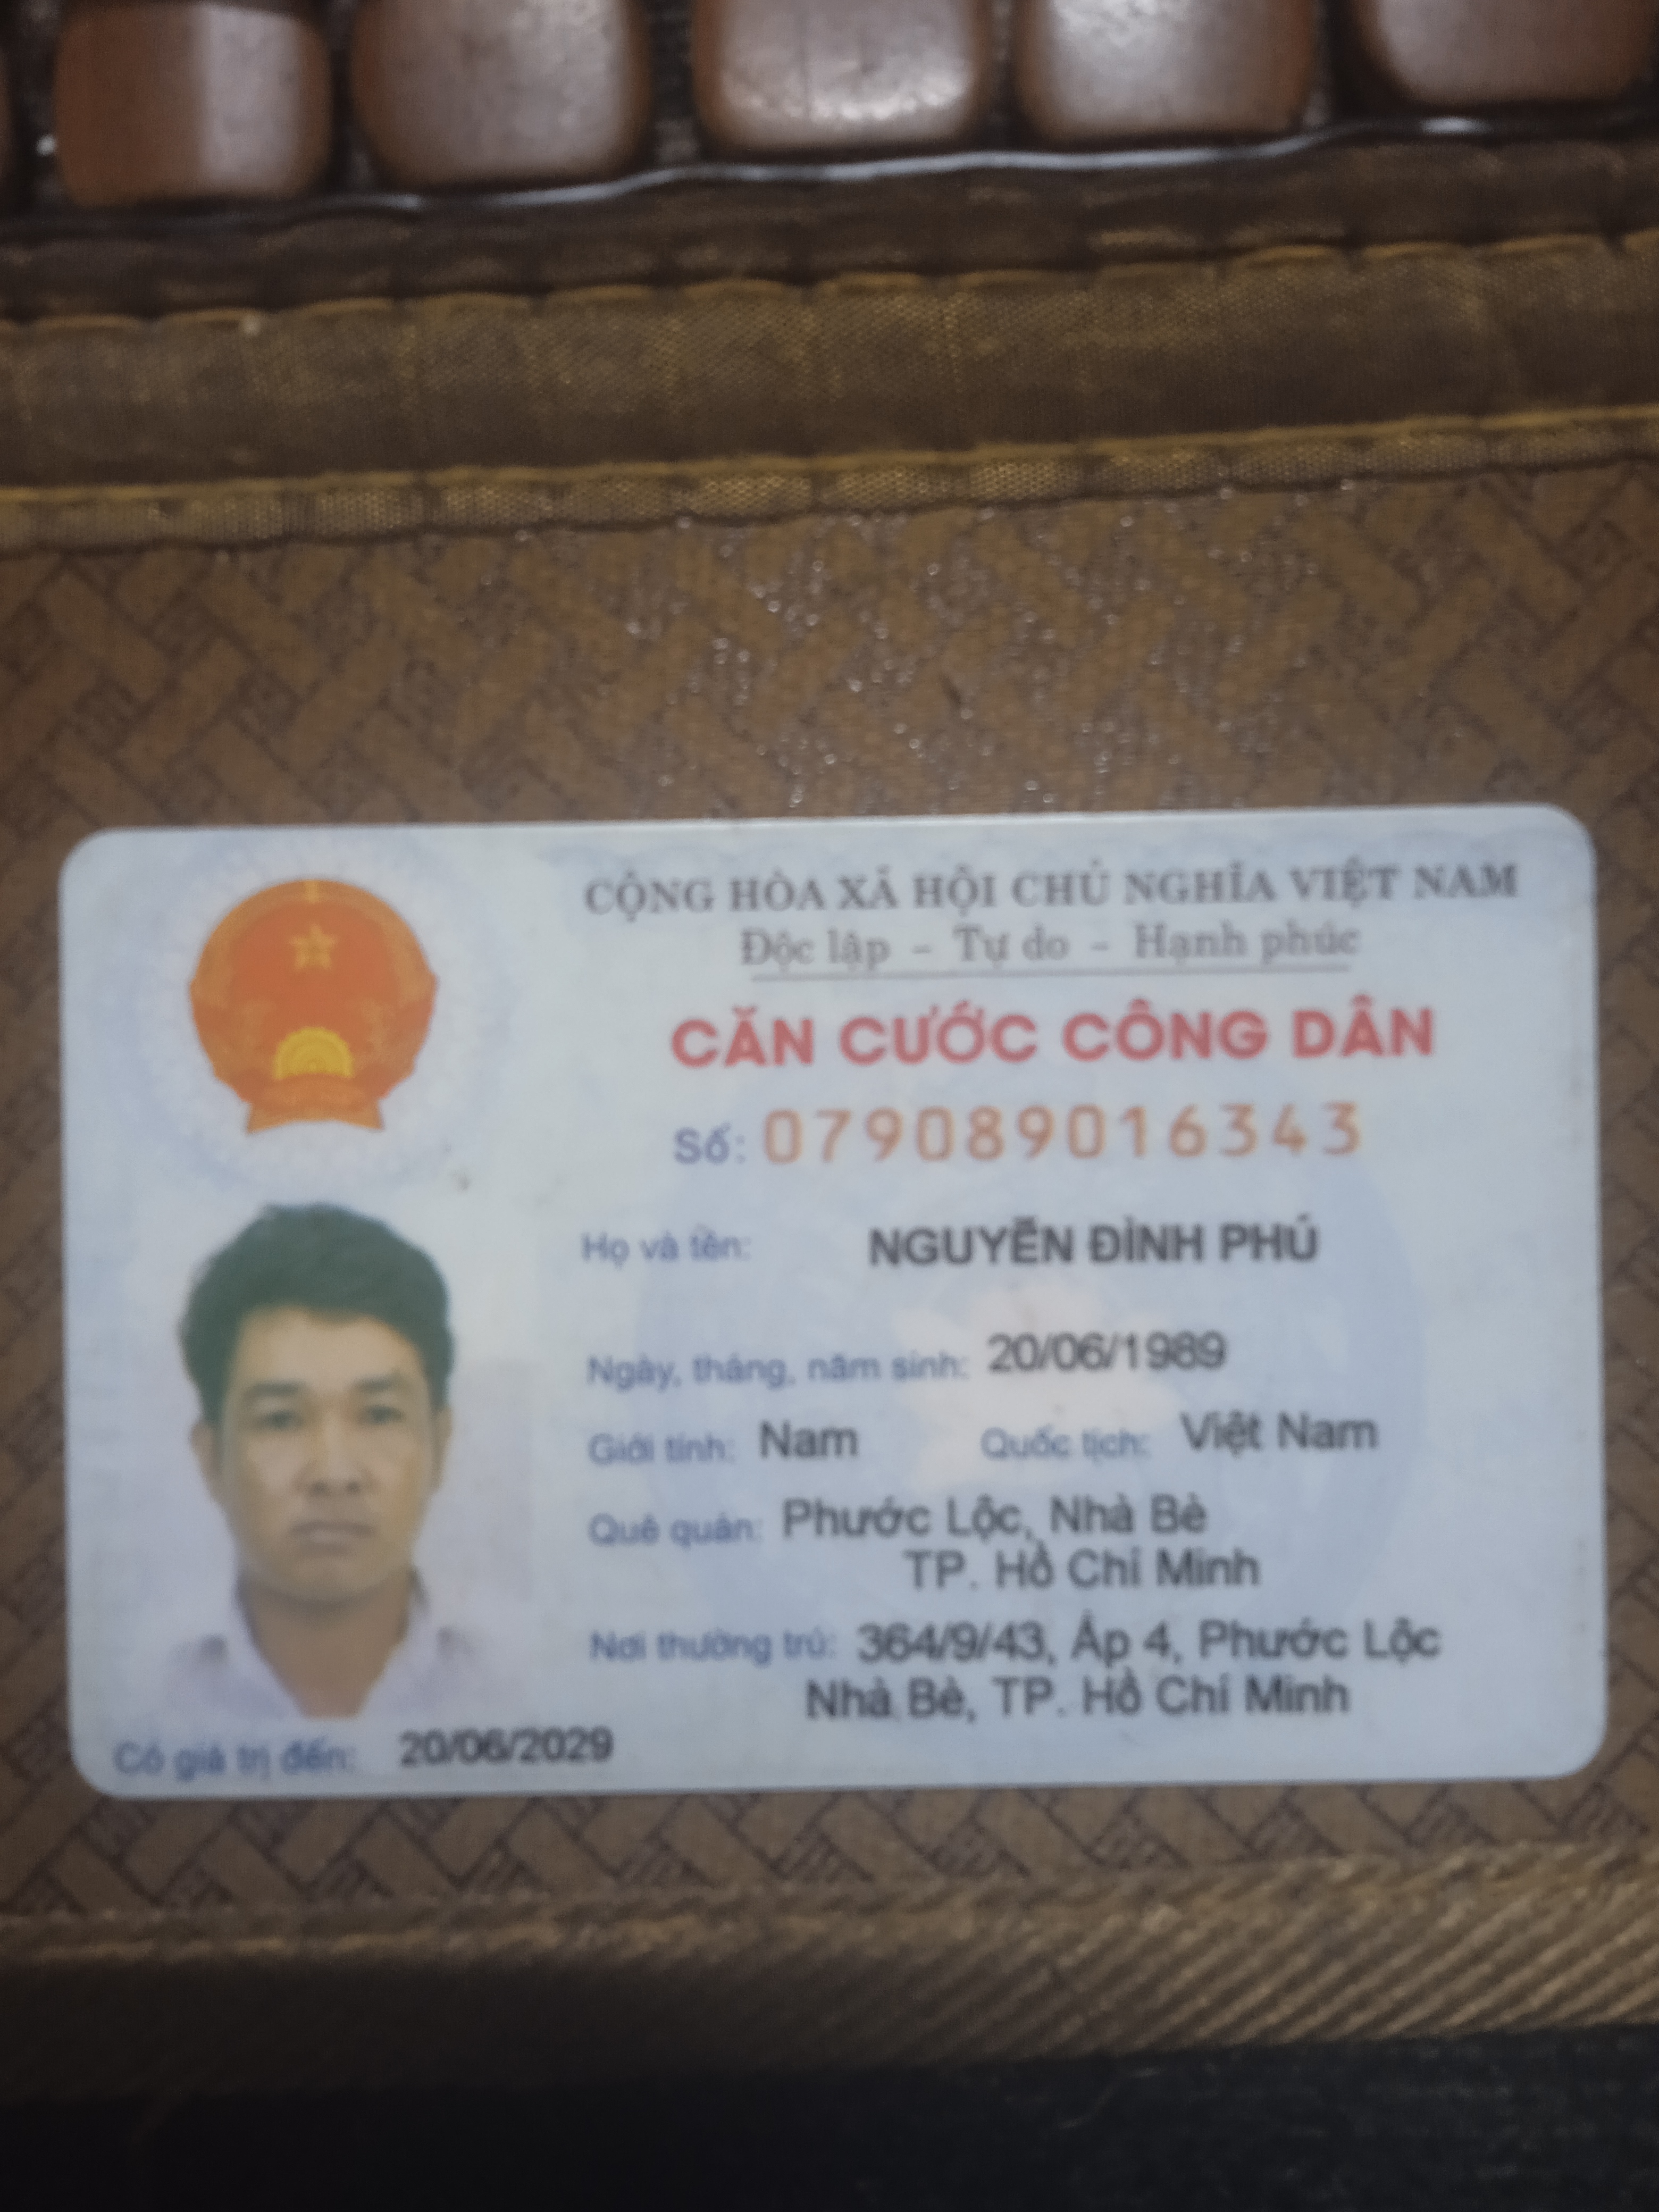 CỘNG HÒA XÃ HỘI CHỦ NGHĨA VIỆT NAM
Độc lập - Tự do - Hạnh phúc
CĂN CƯỚC CÔNG DÂN
Số: 079089016343
Họ và tên: NGUYỄN ĐÌNH PHÚ
Ngày, tháng, năm sinh: 20/06/1989
Giới tính: Nam Quốc tịch: Việt Nam
Quê quán: Phước Lộc, Nhà Bè
TP. Hồ Chí Minh
Nơi thường trú: 364/9/43, Ấp 4, Phước Lộc
Nhà Bè, TP. Hồ Chí Minh
Có giá trị đến: 20/06/2029